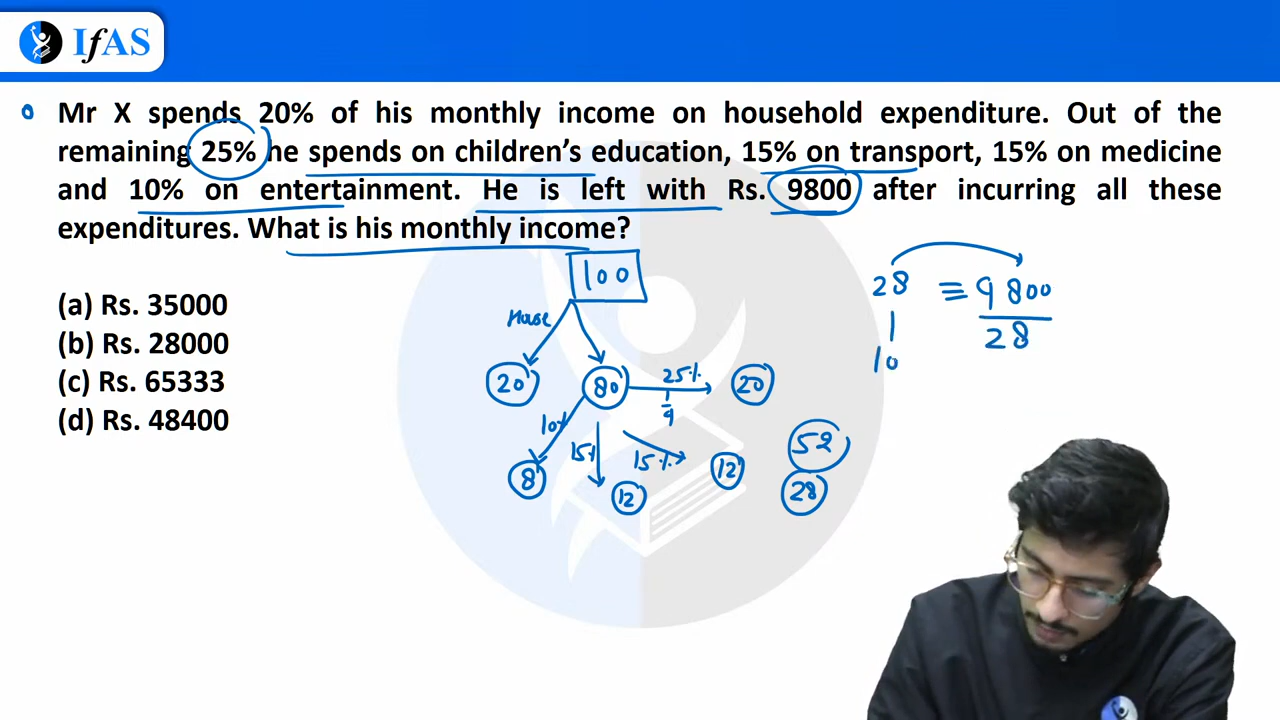 IfAS
Mr X spends 20% of his monthly income on household expenditure. Out of the
remaining 25% he spends on children's education, 15% on transport, 15% on medicine
and 10% on entertainment. He is left with Rs. 9800 after incurring all these
expenditures. What is his monthly income?
100
28 ≡ 9800
28
1
10
(a) Rs. 35000
(b) Rs. 28000
(c) Rs. 65333
(d) Rs. 48400
House
20
80
25%
1
4
20
10%
15%
15%
8
12
12
52
28